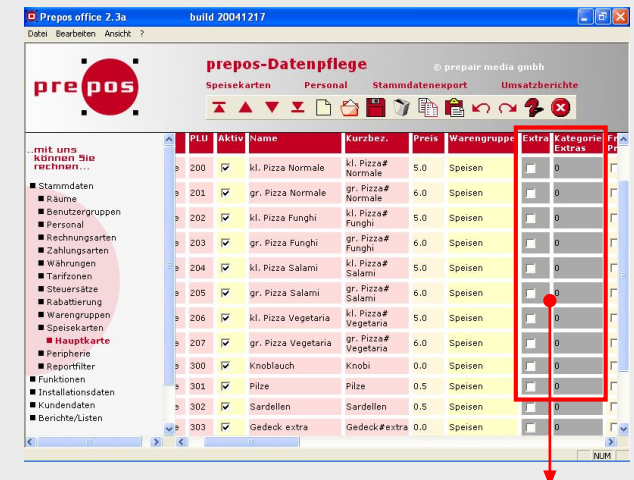 Prepos office 2.3a build 20041217
Datei Bearbeiten Ansicht ?
pre pos
prepos-Datenpflege © prepair media gmbh
Speisekarten Personal Stammdatenexport Umsatzberichte
..mit uns
können Sie
rechnen...
Stammdaten
Räume
Benutzergruppen
Personal
Rechnungsarten
Zahlungsarten
Währungen
Tarifzonen
Steuersätze
Rabattierung
Warengruppen
Speisekarten
Hauptkarte
Peripherie
Reportfilter
Funktionen
Installationsdaten
Kundendaten
Berichte/Listen
PLU Aktiv Name Kurzbez. Preis Warengruppe Extra Kategorie
Extras
e 200 kl. Pizza Normale kl. Pizza#
Normale 5.0 Speisen 0
e 201 gr. Pizza Normale gr. Pizza#
Normale 6.0 Speisen 0
e 202 kl. Pizza Funghi kl. Pizza#
Funghi 5.0 Speisen 0
e 203 gr. Pizza Funghi gr. Pizza#
Funghi 6.0 Speisen 0
e 204 kl. Pizza Salami kl. Pizza#
Salami 5.0 Speisen 0
e 205 gr. Pizza Salami gr. Pizza#
Salami 6.0 Speisen 0
e 206 kl. Pizza Vegetaria kl. Pizza#
Vegetaria 5.0 Speisen 0
e 207 gr. Pizza Vegetaria gr. Pizza#
Vegetaria 6.0 Speisen 0
e 300 Knoblauch Knobi 0.0 Speisen 0
e 301 Pilze Pilze 0.5 Speisen 0
e 302 Sardellen Sardellen 0.5 Speisen 0
e 303 Gedeck extra Gedeck#extra 0.0 Speisen 0
NUM